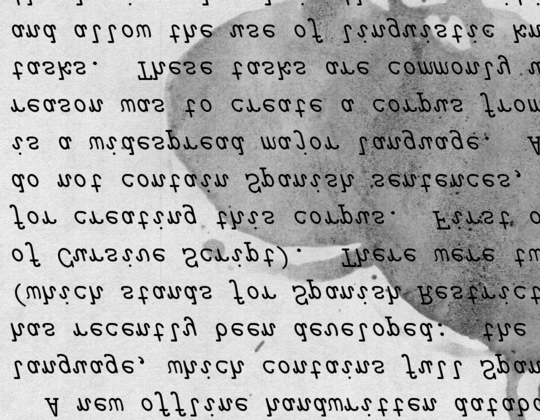 A new offline handwritten databa
language, which contains full Span
has recently been developed: the
(which stands for Spanish Restrict
of Cursive Script). There were tw
for creating this corpus. First o
do not contain Spanish sentences,
is a widespread major language. A
reason was to create a corpus from
tasks. These tasks are commonly u
and allow the use of linguistic kn